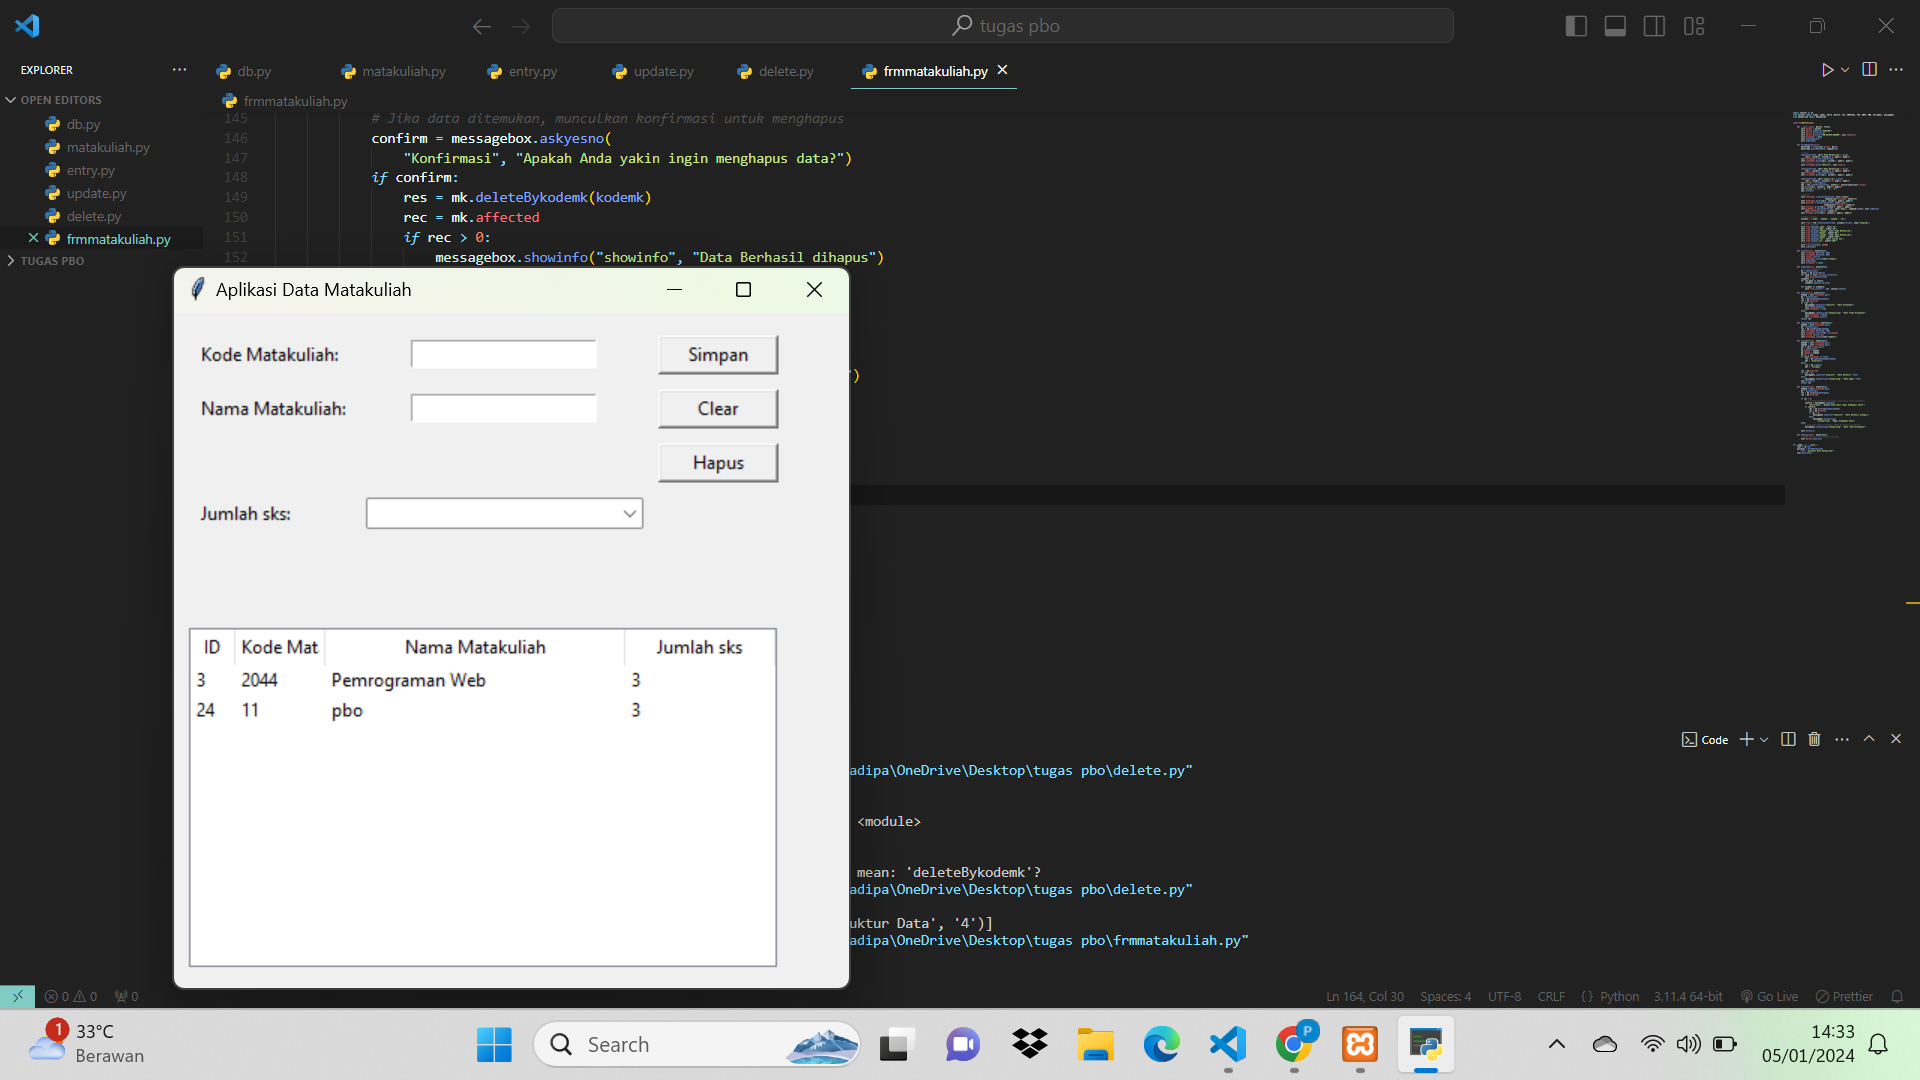 tugas pbo
EXPLORER
db.py
matakuliah.py
entry.py
update.py
delete.py
frmmatakuliah.py
OPEN EDITORS
db.py
matakuliah.py
entry.py
update.py
delete.py
frmmatakuliah.py
TUGAS PBO
frmmatakuliah.py
145 # Jika data ditemukan, munculkan konfirmasi untuk menghapus
146 confirm = messagebox.askyesno(
147 "Konfirmasi", "Apakah Anda yakin ingin menghapus data?")
148 if confirm:
149 res = mk.deleteBykodemk(kodemk)
150 rec = mk.affected
151 if rec > 0:
152 messagebox.showinfo("showinfo", "Data Berhasil dihapus")
")
Aplikasi Data Matakuliah
Kode Matakuliah:
Simpan
Nama Matakuliah:
Clear
Hapus
Jumlah sks:
ID Kode Mat Nama Matakuliah Jumlah sks
3 2044 Pemrograman Web 3
24 11 pbo 3
Code
adipa\OneDrive\Desktop\tugas pbo\delete.py"
<module>
mean: 'deleteBykodemk'?
adipa\OneDrive\Desktop\tugas pbo\delete.py"
uktur Data', '4')]
adipa\OneDrive\Desktop\tugas pbo\frmmatakuliah.py"
0 0 0
Ln 164, Col 30 Spaces: 4 UTF-8 CRLF {} Python 3.11.4 64-bit Go Live Prettier
1
33°C
Berawan
Search
P
14:33
05/01/2024